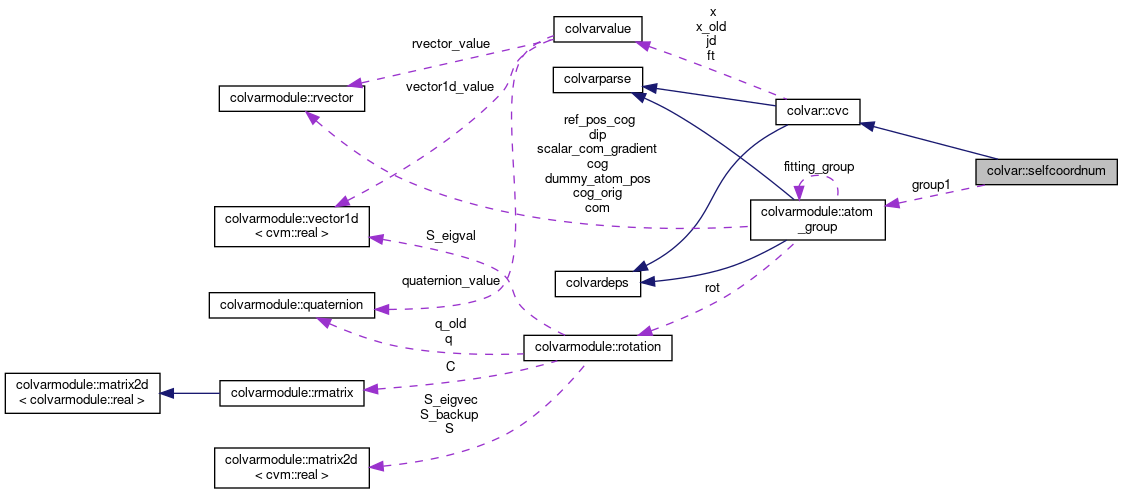 x
x_old
jd
ft
colvarvalue
rvector_value
colvarparse
vector1d_value
colvarmodule::rvector
colvar::cvc
ref_pos_cog
dip
scalar_com_gradient
cog
dummy_atom_pos
cog_orig
com
fitting_group
colvar::selfcoordnum
group1
colvarmodule::atom
_group
colvarmodule::vector1d
< cvm::real >
S_eigval
colvardeps
quaternion_value
rot
colvarmodule::quaternion
q_old
q
colvarmodule::rotation
C
colvarmodule::matrix2d
< colvarmodule::real >
colvarmodule::rmatrix
S_eigvec
S_backup
S
colvarmodule::matrix2d
< cvm::real >